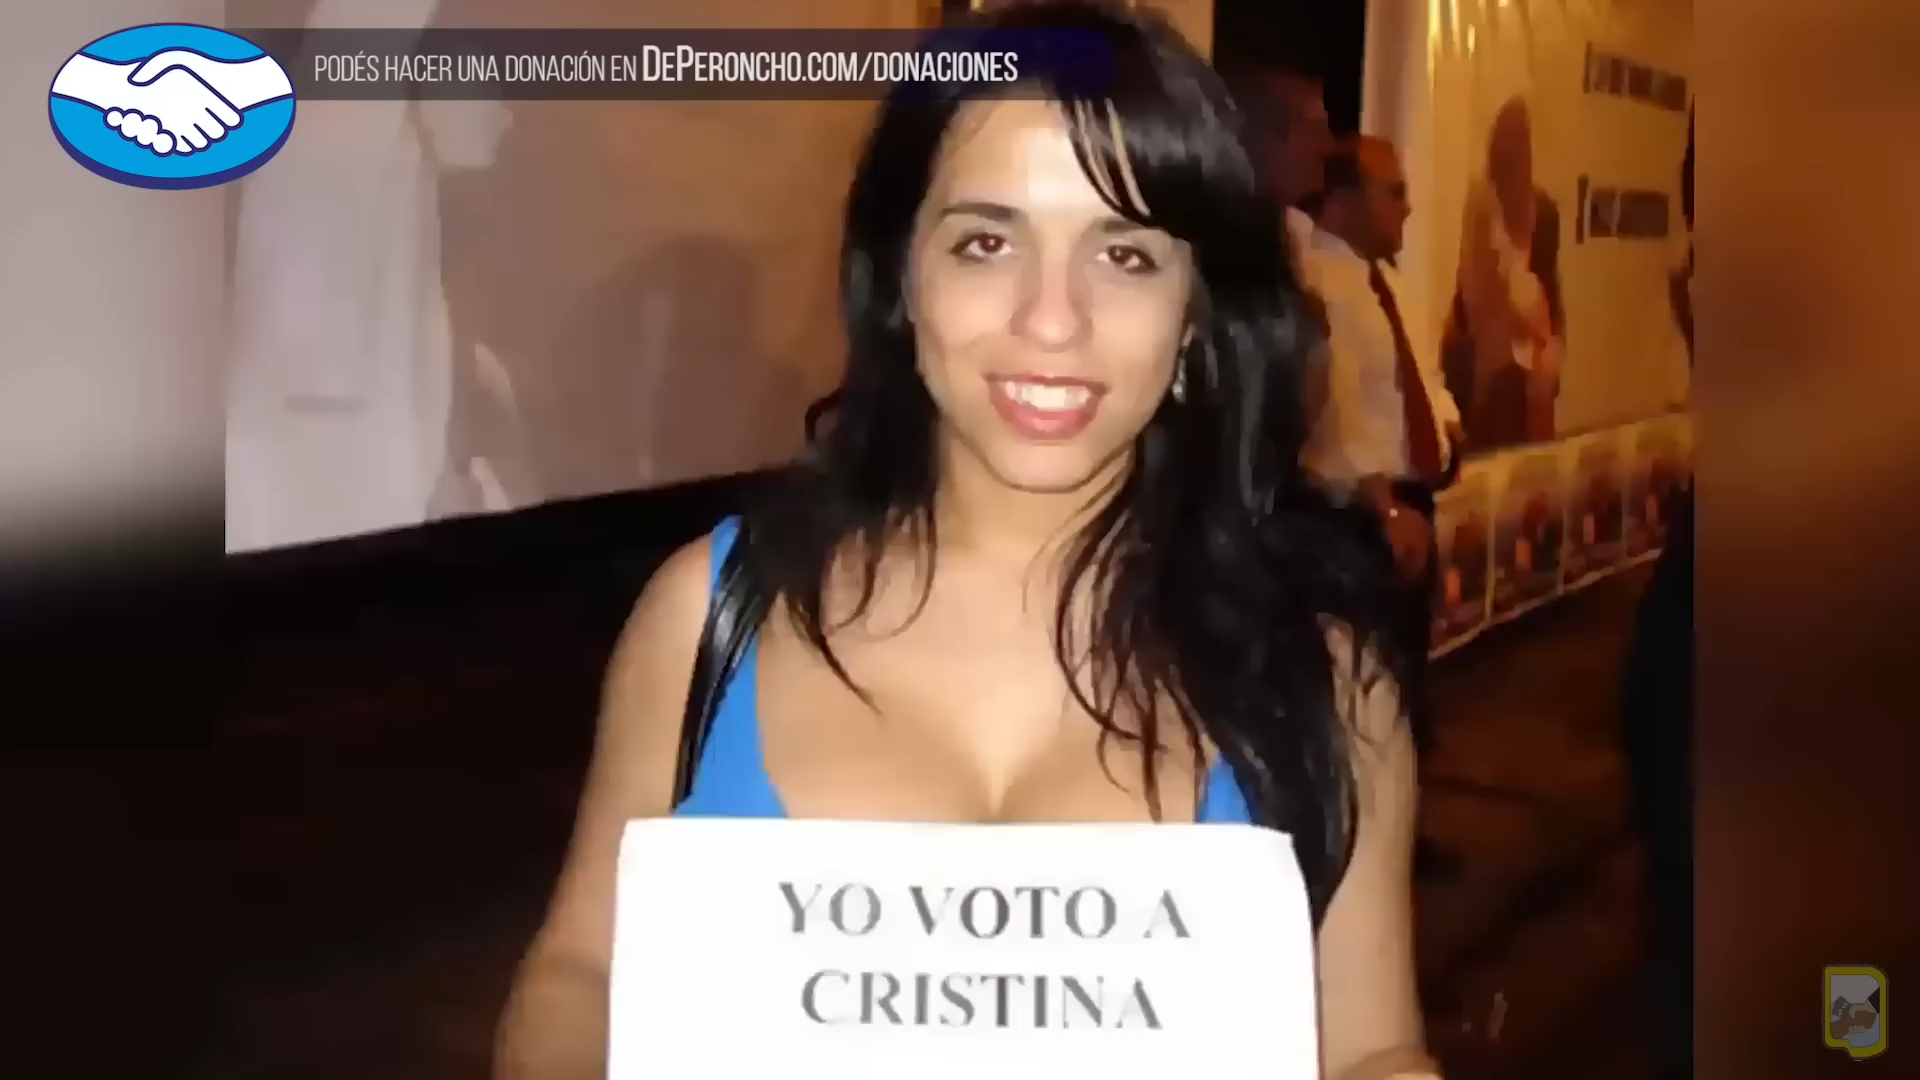 PODÉS HACER UNA DONACIÓN EN DEPERONCHO.COM/DONACIONES
YO VOTO A
CRISTINA